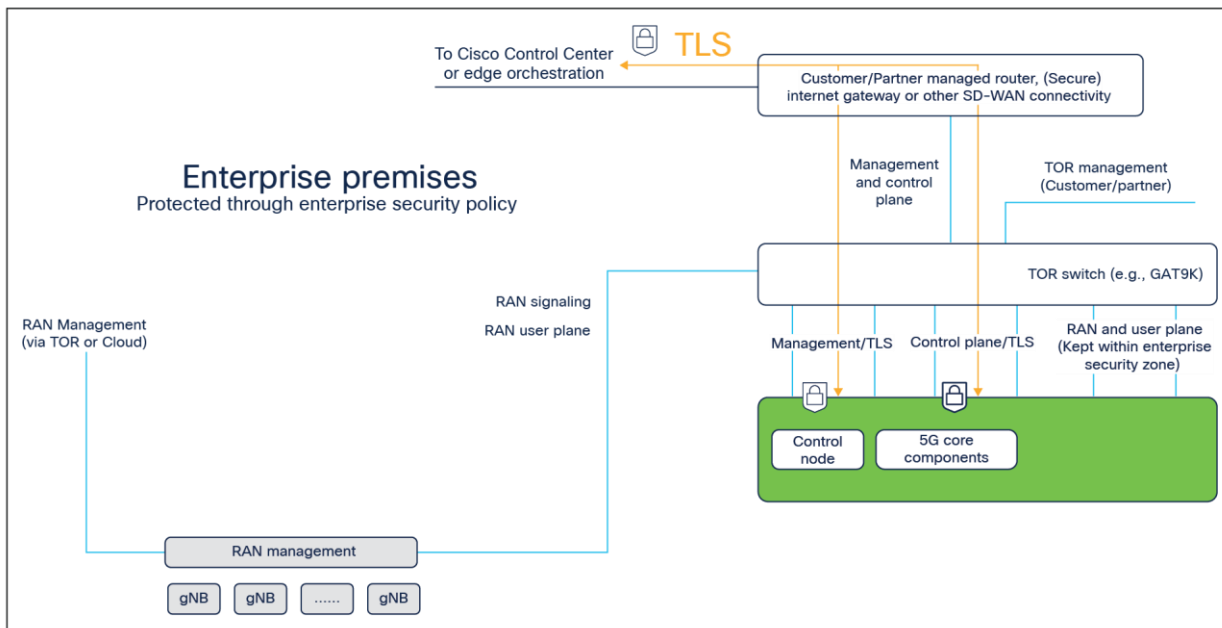 To Cisco Control Center
or edge orchestration
TLS
Customer/Partner managed router, (Secure)
internet gateway or other SD-WAN connectivity
Enterprise premises
Protected through enterprise security policy
Management
and control
plane
TOR management
(Customer/partner)
TOR switch (e.g., GAT9K)
RAN signaling
RAN user plane
RAN Management
(via TOR or Cloud)
Management/TLS
Control plane/TLS
RAN and user plane
(Kept within enterprise
security zone)
Control
node
5G core
components
RAN management
gNB
gNB
......
gNB